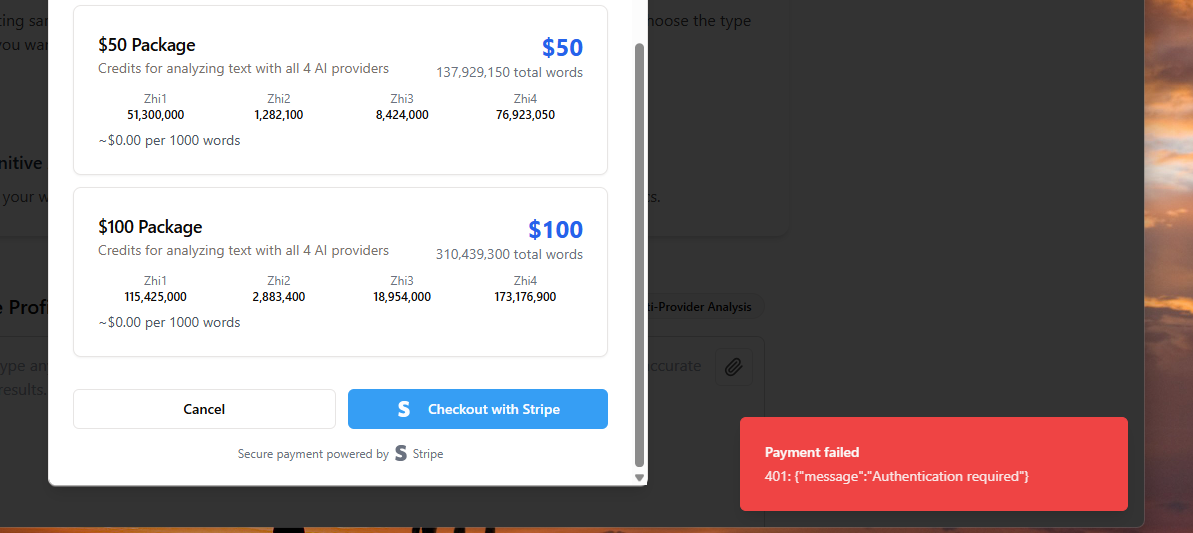 ting sar
hoose the type
you wa
$50 Package
$50
Credits for analyzing text with all 4 AI providers
137,929,150 total words
Zhi1 Zhi2 Zhi3 Zhi4
51,300,000 1,282,100 8,424,000 76,923,050
~$0.00 per 1000 words
nitive
your w
s.
$100 Package
$100
Credits for analyzing text with all 4 AI providers
310,439,300 total words
Zhi1 Zhi2 Zhi3 Zhi4
115,425,000 2,883,400 18,954,000 173,176,900
~$0.00 per 1000 words
e Profi
ti-Provider Analysis
ype an
ccurate
results.
Cancel
S Checkout with Stripe
Secure payment powered by S Stripe
Payment failed
401: {"message":"Authentication required"}